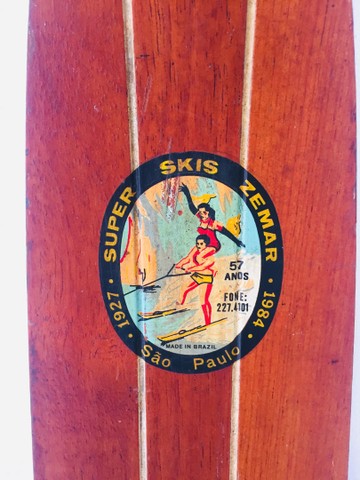 SUPER SKIS ZEMAR
57
ANOS
FONE:
227.4101
MADE IN BRAZIL
1927 • São Paulo • 1984